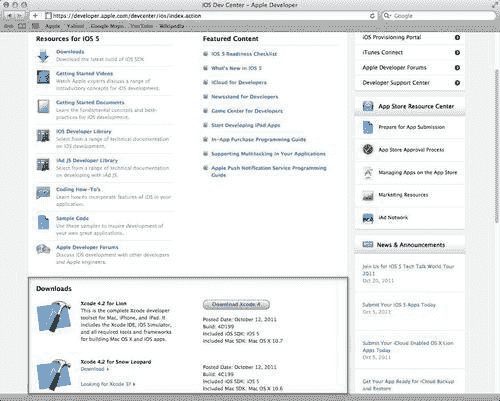 iOS Dev Center - Apple Developer
https://developer.apple.com/devcenter/ios/index.action
Google
Apple Yahoo! Google Maps YouTube Wikipedia Popular
Resources for iOS 5
Downloads
Download the latest build of iOS SDK.
Getting Started Videos
Watch Apple experts discuss a range of
introductory concepts for iOS development.
Getting Started Documents
Learn the fundamental concepts and best-
practices for iOS development.
iOS Developer Library
Select from a range of technical documentation
on iOS development.
iAd JS Developer Library
Select from a range of technical documentation
on developing with iAd JS.
Coding How-To's
Learn how to incorporate features of iOS in your
application.
Sample Code
Use these samples to inspire development of
your own great applications.
Apple Developer Forums
Discuss iOS development with other developers
and Apple engineers.
Featured Content
iOS 5 Readiness Checklist
What's New in iOS 5
iCloud for Developers
Newsstand for Developers
Game Center for Developers
Start Developing iPad Apps
In-App Purchase Programming Guide
Supporting Multitasking in Your Applications
Apple Push Notification Service Programming
Guide
iOS Provisioning Portal
iTunes Connect
Apple Developer Forums
Developer Support Center
App Store Resource Center
Prepare for App Submission
App Store Approval Process
Managing Apps on the App Store
Marketing Resources
iAd Network
News & Announcements
Join Us for iOS 5 Tech Talk World Tour
2011
Oct 20, 2011
Submit Your iOS 5 Apps Today
Oct 5, 2011
Submit Your iCloud Enabled OS X Lion
Apps Today
Oct 5, 2011
Get Your App Ready for iCloud Backup
and Restore
Downloads
Xcode 4.2 for Lion
This is the complete Xcode developer
toolset for Mac, iPhone, and iPad. It
includes the Xcode IDE, iOS Simulator,
and all required tools and frameworks
for building Mac OS X and iOS apps.
Download Xcode 4
Posted Date: October 12, 2011
Build: 4D199
Included iOS SDK: iOS 5
Included Mac SDK: Mac OS X 10.7
Xcode 4.2 for Snow Leopard
Download
Looking for Xcode 3?
Posted Date: October 12, 2011
Build: 4C199
Included iOS SDK: iOS 5
Included Mac SDK: Mac OS X 10.6